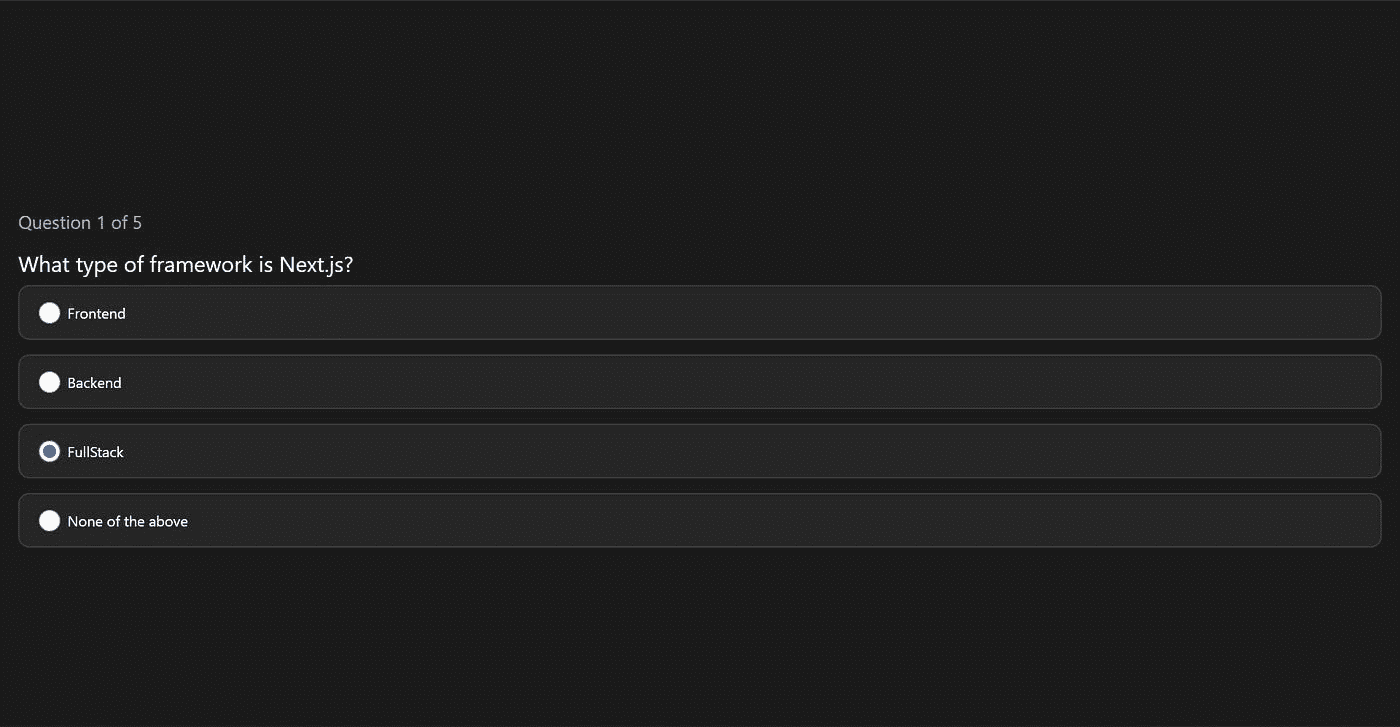 Question 1 of 5
What type of framework is Next.js?
Frontend
Backend
FullStack
None of the above